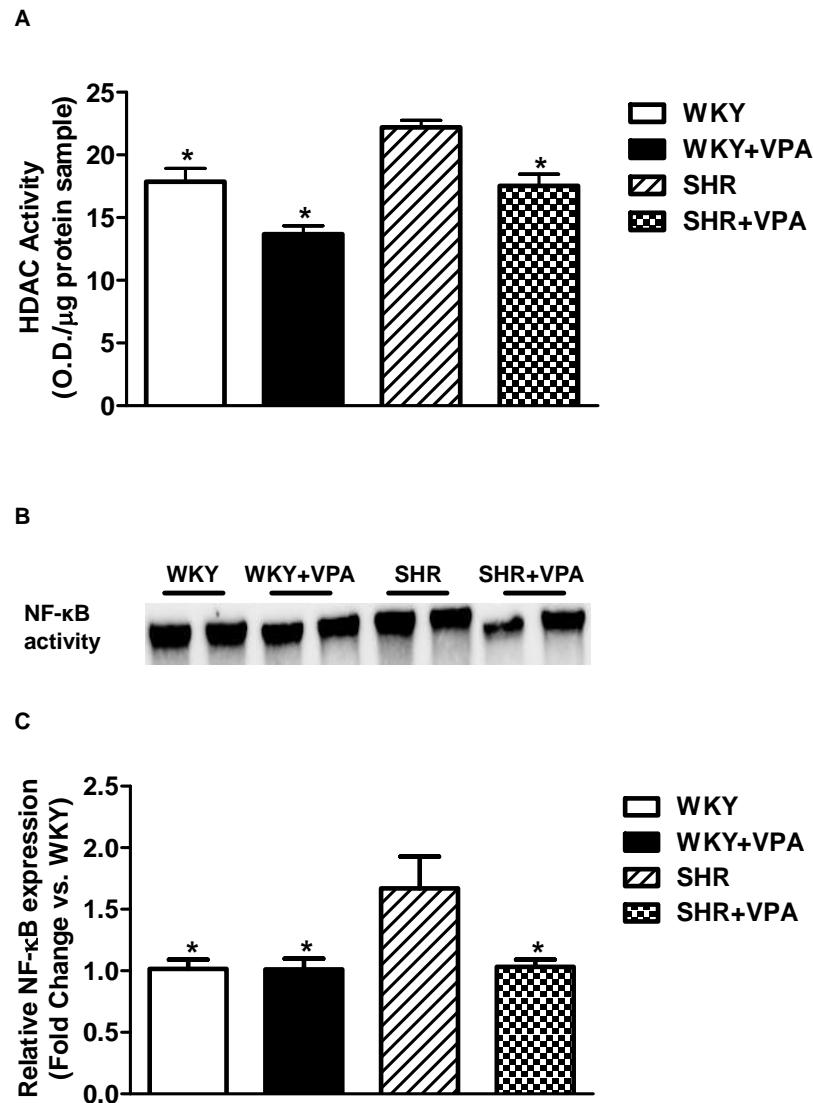 A
HDAC Activity
(O.D./μg protein sample)
25
20
15
10
5
0
*
*
*
WKY
WKY+VPA
SHR
SHR+VPA
B
WKY WKY+VPA SHR SHR+VPA
NF-κB
activity
C
Relative NF-κB expression
(Fold Change vs. WKY)
2.5
2.0
1.5
1.0
0.5
0.0
*
*
*
WKY
WKY+VPA
SHR
SHR+VPA